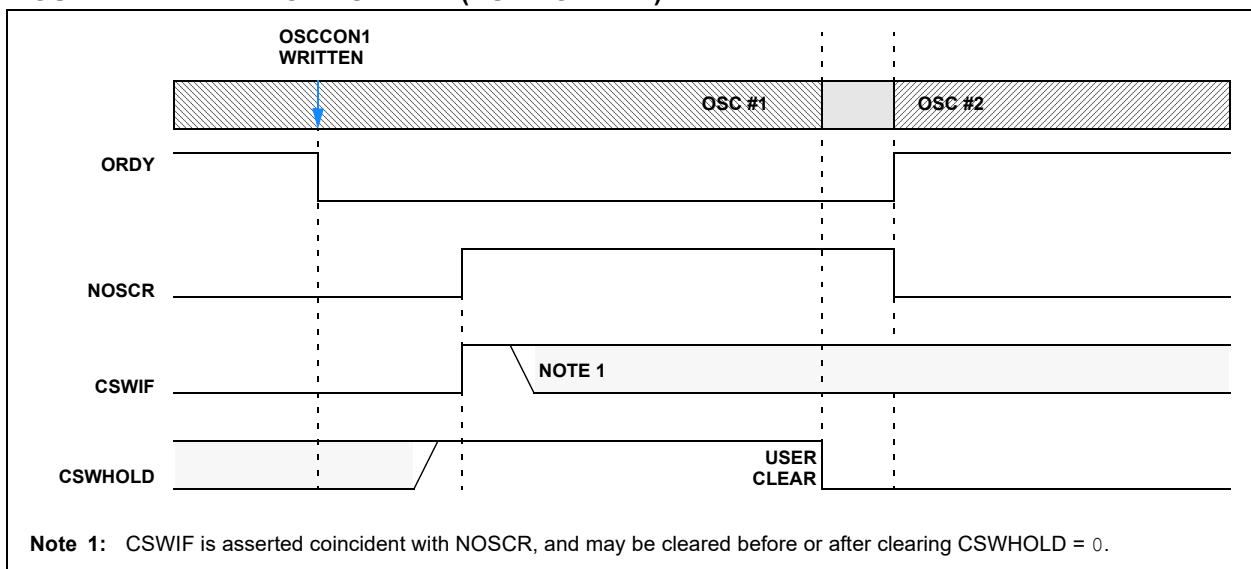 OSCCON1
WRITTEN
OSC #1
OSC #2
ORDY
NOSCR
CSWIF
NOTE 1
CSWHOLD
USER
CLEAR
Note 1: CSWIF is asserted coincident with NOSCR, and may be cleared before or after clearing CSWHOLD = 0.